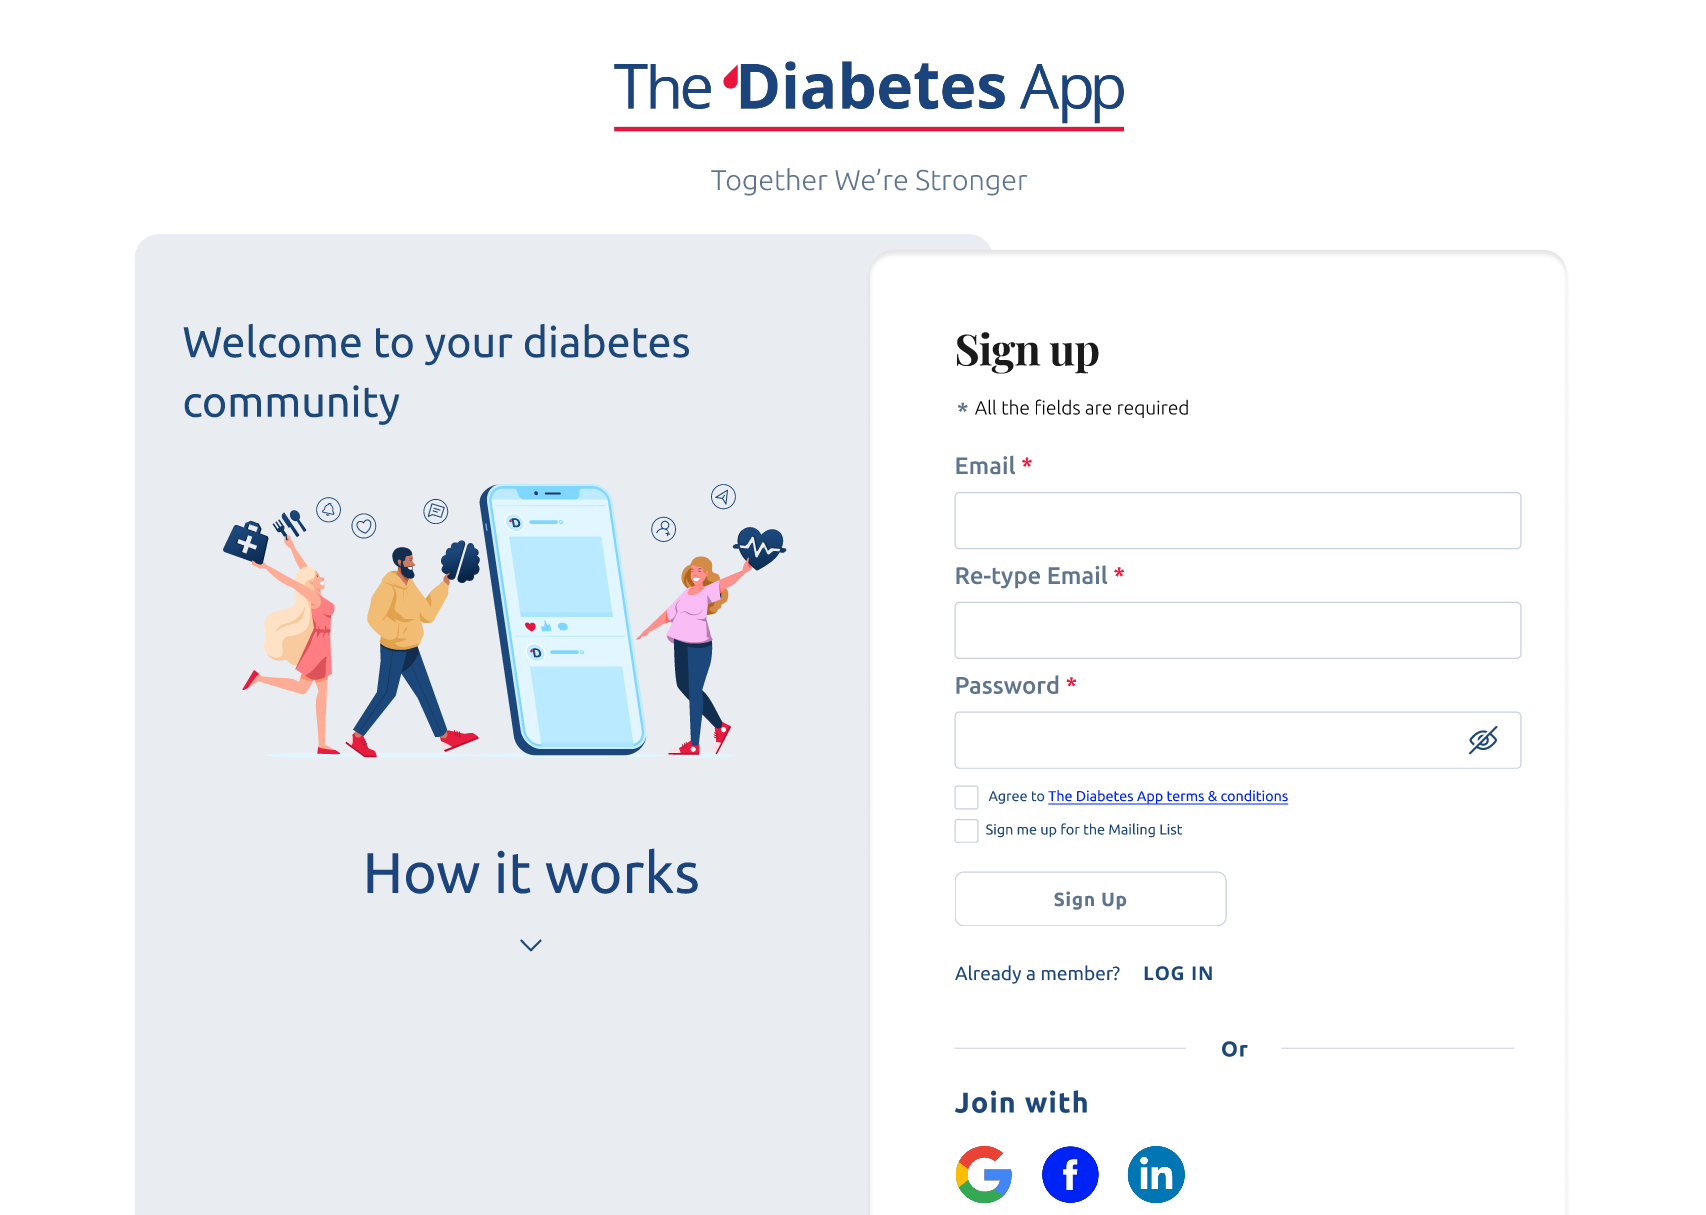 The Diabetes App
Together We’re Stronger
Welcome to your diabetes
community
D
D
How it works
Sign up
* All the fields are required
Email *
Re-type Email *
Password *
Agree to The Diabetes App terms & conditions
Sign me up for the Mailing List
Sign Up
Already a member? LOG IN
Or
Join with
G f in